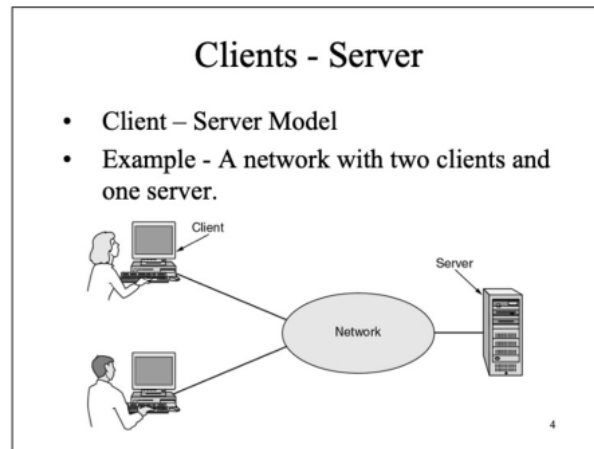 Clients - Server
• Client – Server Model
• Example - A network with two clients and
one server.
Client
Server
Network
4